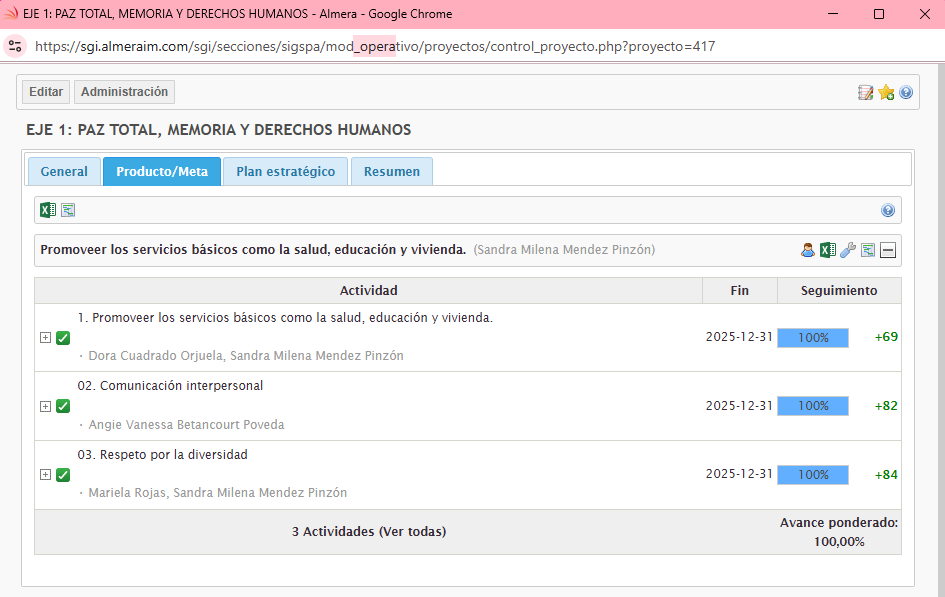 EJE 1: PAZ TOTAL, MEMORIA Y DERECHOS HUMANOS - Almera - Google Chrome
https://sgi.almeraim.com/sgi/secciones/sigspa/mod_operativo/proyectos/control_proyecto.php?proyecto=417
Editar Administración
EJE 1: PAZ TOTAL, MEMORIA Y DERECHOS HUMANOS
General Producto/Meta Plan estratégico Resumen
Promoveer los servicios básicos como la salud, educación y vivienda. (Sandra Milena Mendez Pinzón)
Actividad Fin Seguimiento
1. Promoveer los servicios básicos como la salud, educación y vivienda.
2025-12-31 100% +69
· Dora Cuadrado Orjuela, Sandra Milena Mendez Pinzón
02. Comunicación interpersonal
2025-12-31 100% +82
· Angie Vanessa Betancourt Poveda
03. Respeto por la diversidad
2025-12-31 100% +84
· Mariela Rojas, Sandra Milena Mendez Pinzón
3 Actividades (Ver todas)
Avance ponderado:
100,00%